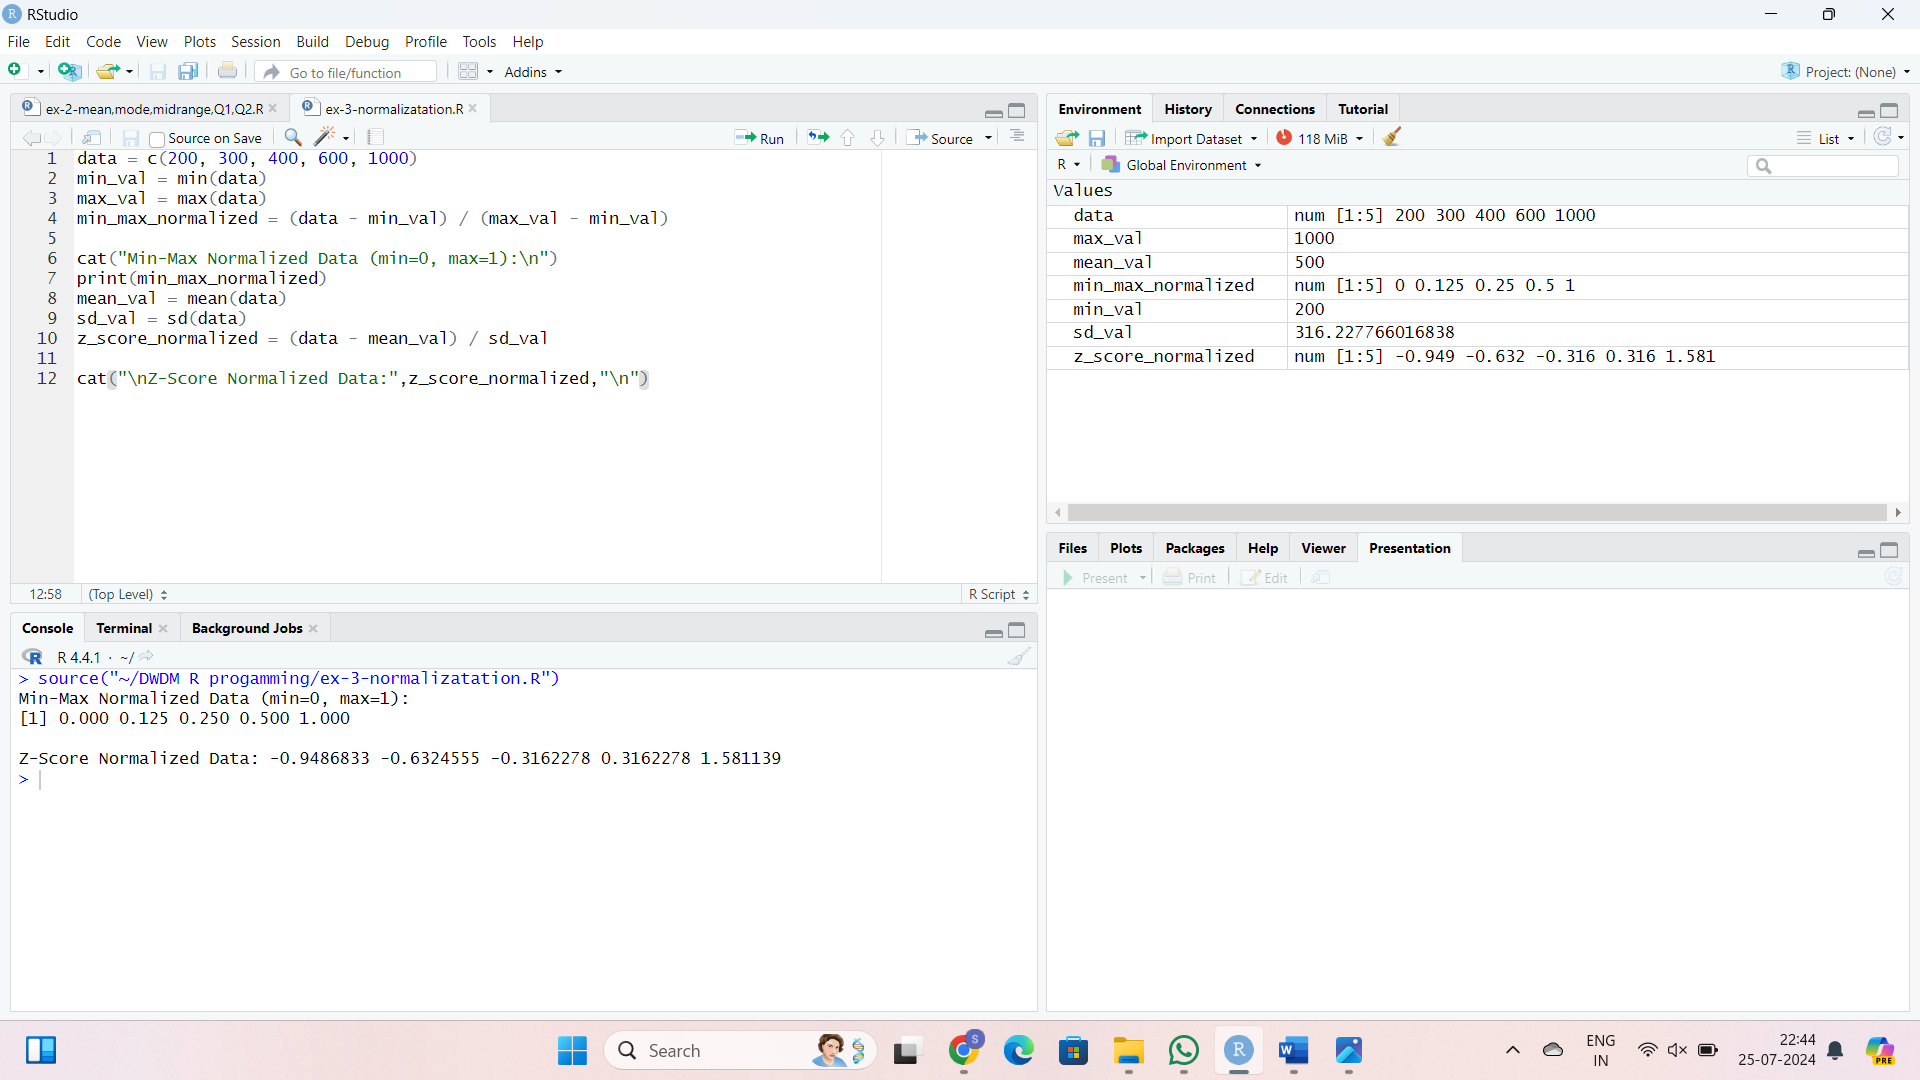 RStudio
File Edit Code View Plots Session Build Debug Profile Tools Help
Go to file/function Addins Project: (None)
ex-2-mean,mode,midrange,Q1,Q2.R ex-3-normalizatation.R
Source on Save Run Source
1 data = c(200, 300, 400, 600, 1000)
2 min_val = min(data)
3 max_val = max(data)
4 min_max_normalized = (data - min_val) / (max_val - min_val)
5
6 cat("Min-Max Normalized Data (min=0, max=1):\n")
7 print(min_max_normalized)
8 mean_val = mean(data)
9 sd_val = sd(data)
10 z_score_normalized = (data - mean_val) / sd_val
11
12 cat("\nZ-Score Normalized Data:",z_score_normalized,"\n")
12:58 (Top Level) R Script
Console Terminal Background Jobs
R 4.4.1 · ~/
> source("~/DWDM R progamming/ex-3-normalizatation.R")
Min-Max Normalized Data (min=0, max=1):
[1] 0.000 0.125 0.250 0.500 1.000
Z-Score Normalized Data: -0.9486833 -0.6324555 -0.3162278 0.3162278 1.581139
>
Environment History Connections Tutorial
Import Dataset 118 MiB List
R Global Environment
Values
data num [1:5] 200 300 400 600 1000
max_val 1000
mean_val 500
min_max_normalized num [1:5] 0 0.125 0.25 0.5 1
min_val 200
sd_val 316.227766016838
z_score_normalized num [1:5] -0.949 -0.632 -0.316 0.316 1.581
Files Plots Packages Help Viewer Presentation
Present Print Edit
Search
S
R
W
ENG
IN
22:44
25-07-2024
PRE